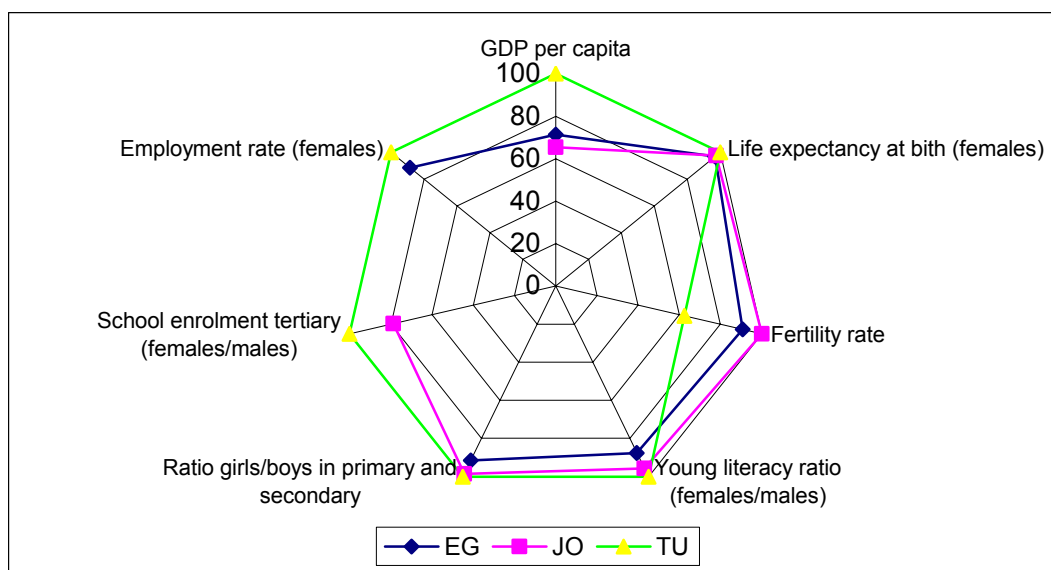 GDP per capita
100
80
60
40
20
0
Employment rate (females)
Life expectancy at bith (females)
School enrolment tertiary
(females/males)
Fertility rate
Ratio girls/boys in primary and
secondary
Young literacy ratio
(females/males)
EG JO TU